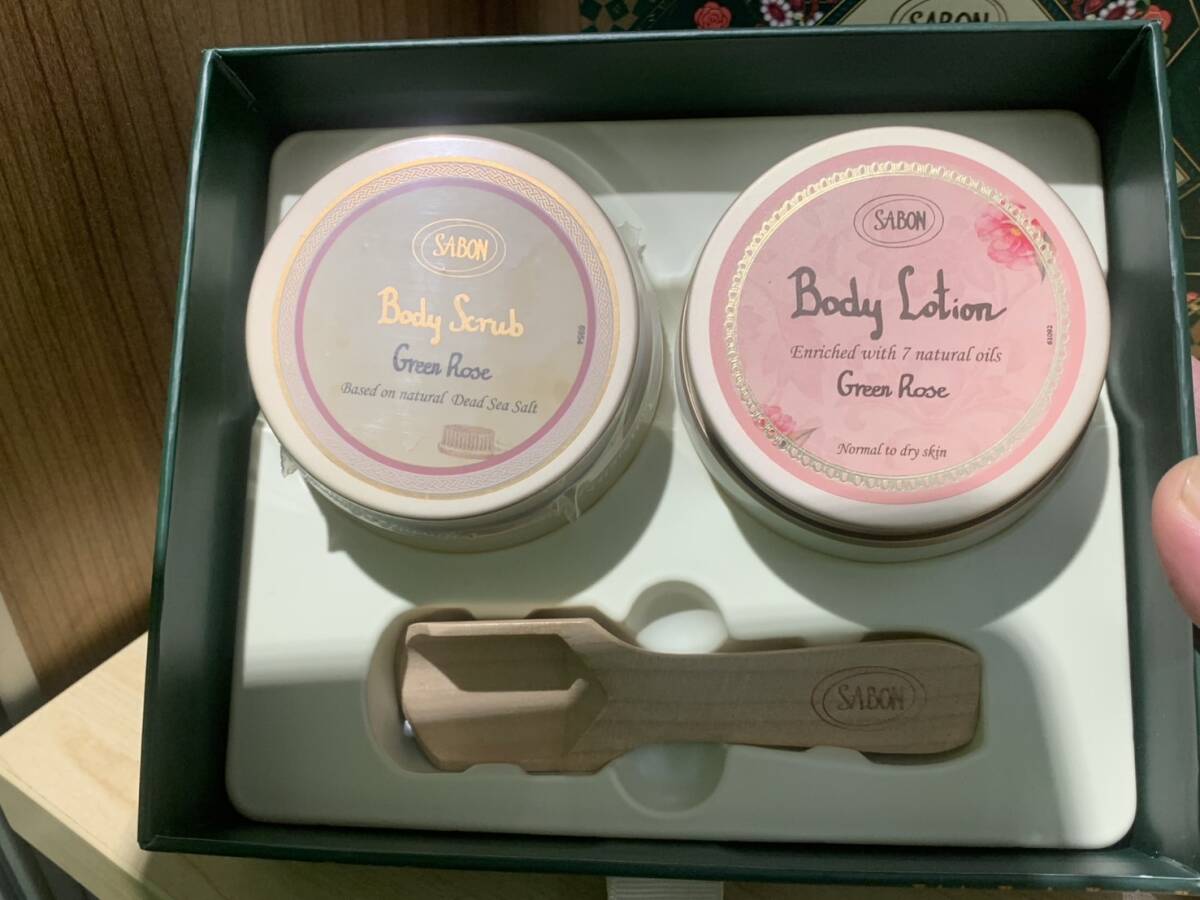 SABON
SABON
Body Scrub
Green Rose
Based on natural Dead Sea Salt
SABON
Body Lotion
Enriched with 7 natural oils
Green Rose
Normal to dry skin
SABON